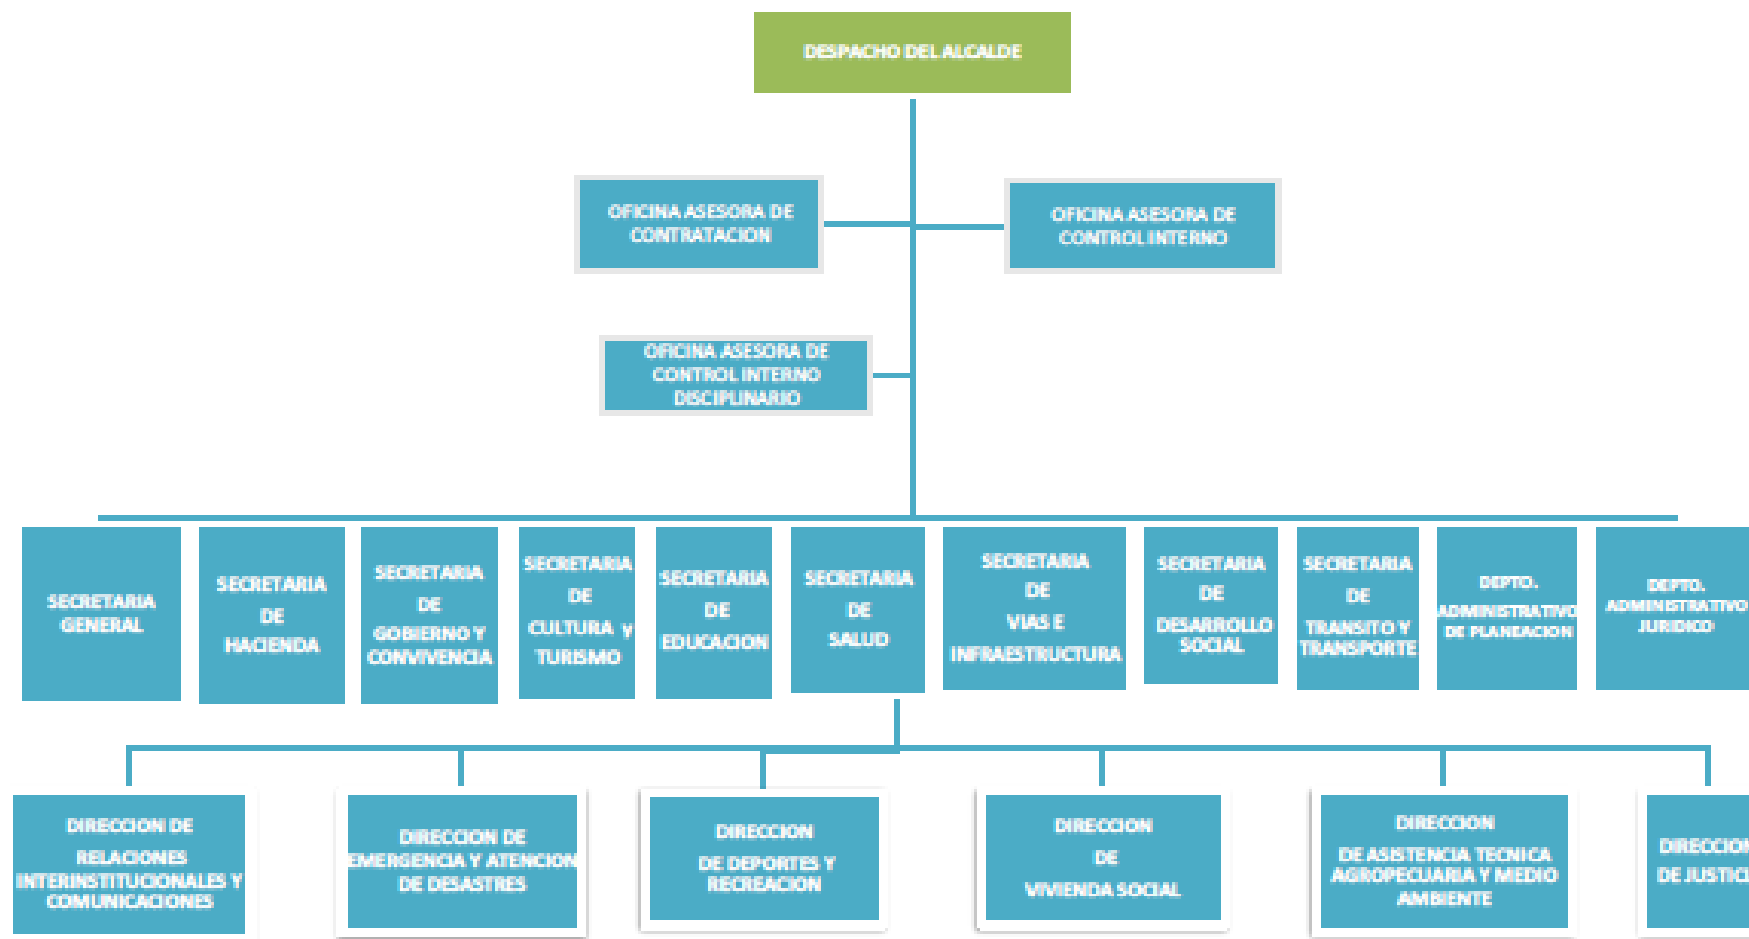 DESPACHO DEL ALCALDE
OFICINA ASESORA DE
CONTRATACION
OFICINA ASESORA DE
CONTROL INTERNO
OFICINA ASESORA DE
CONTROL INTERNO
DISCIPLINARIO
SECRETARIA
GENERAL
SECRETARIA
DE
HACIENDA
SECRETARIA
DE
GOBIERNO Y
CONVIVENCIA
SECRETARIA
DE
CULTURA y
TURISMO
SECRETARIA
DE
EDUCACION
SECRETARIA
DE
SALUD
SECRETARIA
DE
VIAS E
INFRAESTRUCTURA
SECRETARIA
DE
DESARROLLO
SOCIAL
SECRETARIA
DE
TRANSITO Y
TRANSPORTE
DEPTO.
ADMINISTRATIVO
DE PLANEACION
DEPTO.
ADMINISTRATIVO
JURIDICO
DIRECCION DE
RELACIONES
INTERINSTITUCIONALES Y
COMUNICACIONES
DIRECCION DE
EMERGENCIA Y ATENCION
DE DESASTRES
DIRECCION
DE DEPORTES Y
RECREACION
DIRECCION
DE
VIVIENDA SOCIAL
DIRECCION
DE ASISTENCIA TECNICA
AGROPECUARIA Y MEDIO
AMBIENTE
DIRECCION
DE JUSTICI